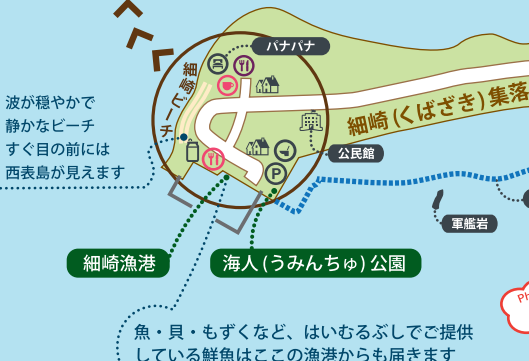 パナパナ
細崎ビーチ
波が穏やかで
静かなビーチ
すぐ目の前には
西表島が見えます
細崎(くばざき)集落
公民館
P
軍艦岩
細崎漁港
海人(うみんちゅ)公園
Ph
魚・貝・もずくなど、はいむるぶしでご提供
している鮮魚はここの漁港からも届きます